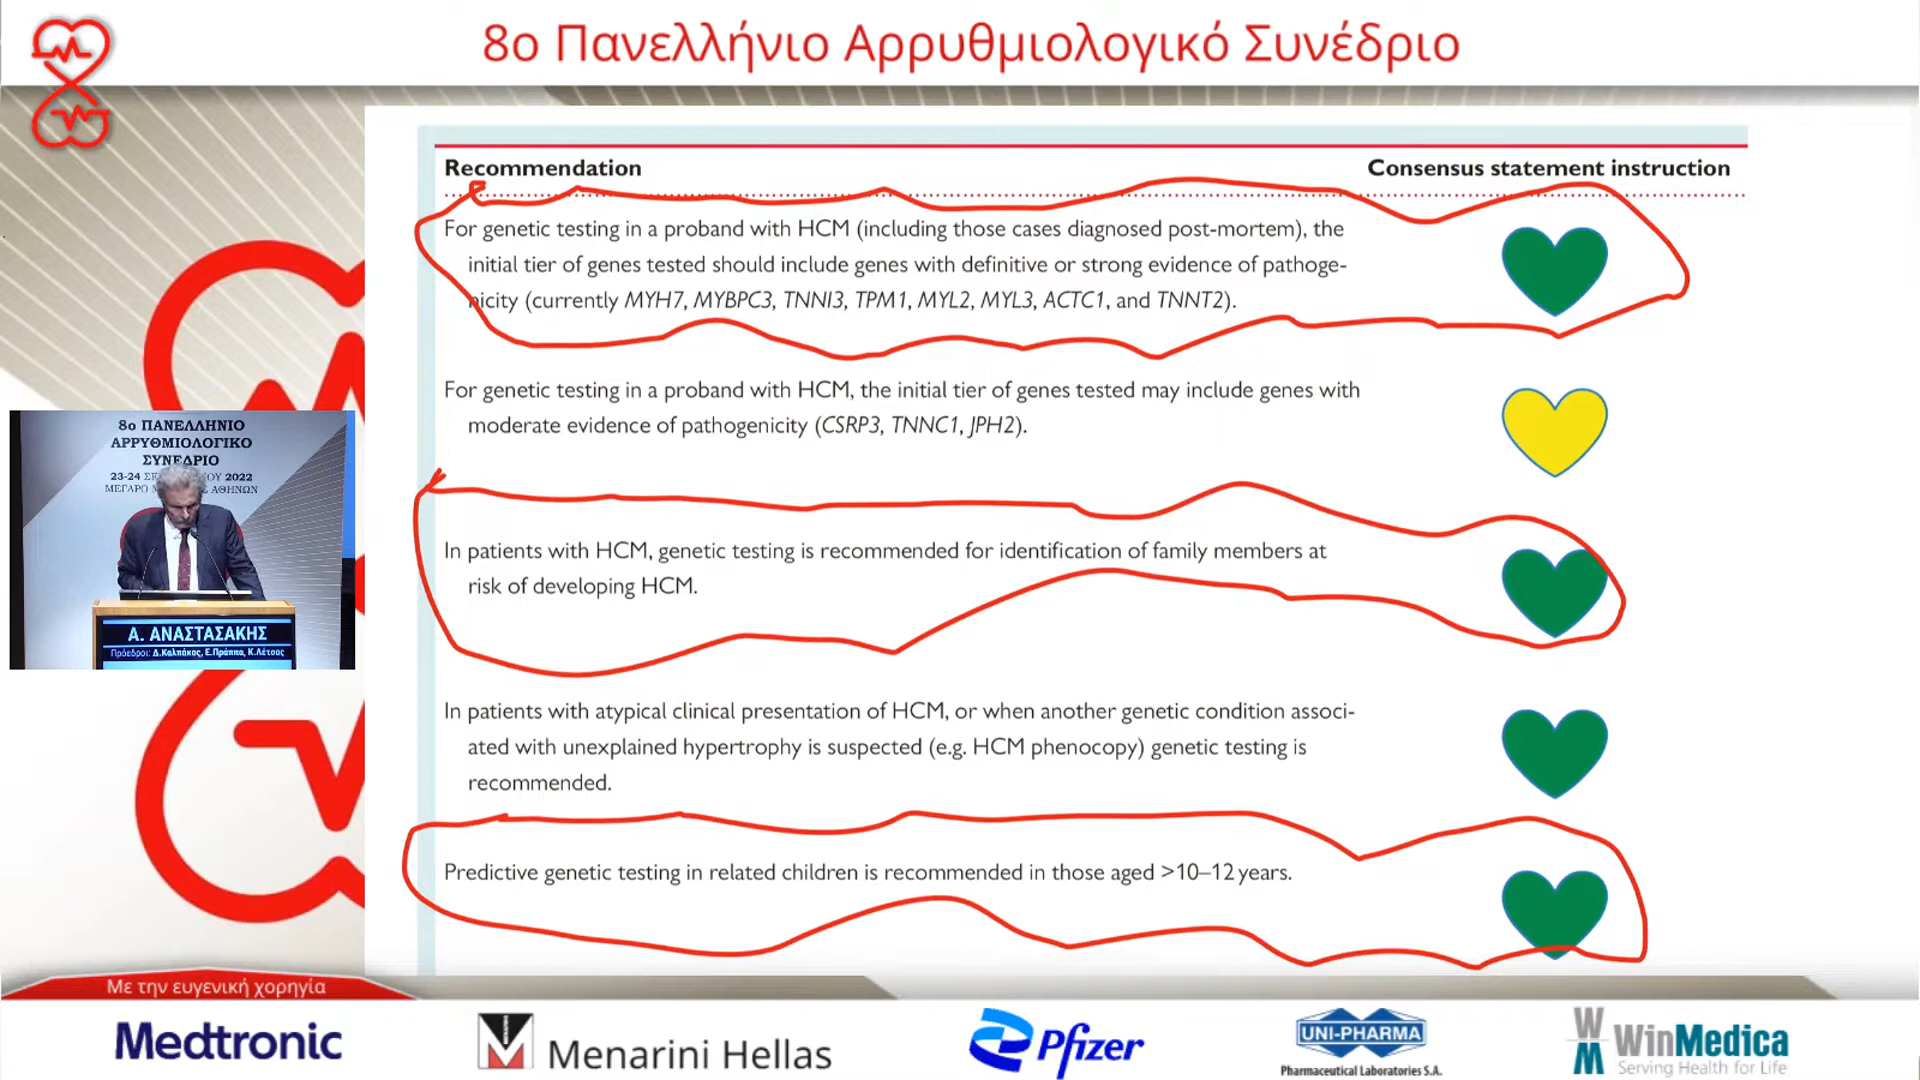 8ο Πανελλήνιο Αρρυθμιολογικό Συνέδριο
Recommendation
Consensus statement instruction
For genetic testing in a proband with HCM (including those cases diagnosed post-mortem), the
initial tier of genes tested should include genes with definitive or strong evidence of pathoge-
nicity (currently MYH7, MYBPC3, TNNI3, TPM1, MYL2, MYL3, ACTC1, and TNNT2).
For genetic testing in a proband with HCM, the initial tier of genes tested may include genes with
moderate evidence of pathogenicity (CSRP3, TNNC1, JPH2).
In patients with HCM, genetic testing is recommended for identification of family members at
risk of developing HCM.
In patients with atypical clinical presentation of HCM, or when another genetic condition associ-
ated with unexplained hypertrophy is suspected (e.g. HCM phenocopy) genetic testing is
recommended.
Predictive genetic testing in related children is recommended in those aged >10–12 years.
8ο ΠΑΝΕΛΛΗΝΙΟ
ΑΡΡΥΘΜΙΟΛΟΓΙΚΟ
ΣΥΝΕΔΡΙΟ
23-24 2022
ΜΕΓΑΡΟ ΑΘΗΝΩΝ
Α. ΑΝΑΣΤΑΣΑΚΗΣ
Πρόεδροι: Δ.Καλπάκος, Ε.Πράππα, Κ.Λέτσας
Με την ευγενική χορηγία
Medtronic
Menarini Hellas
Pfizer
UNI-PHARMA
Pharmaceutical Laboratories S.A.
WM
WinMedica
Serving Health for Life